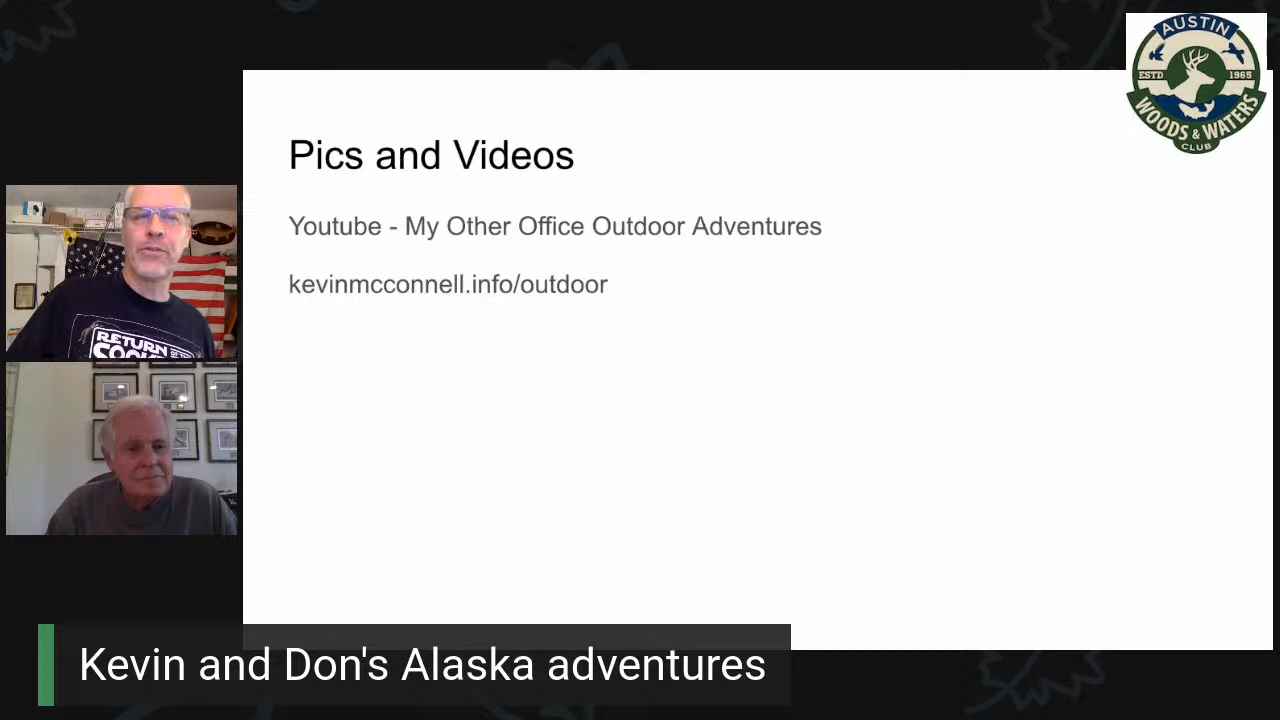 AUSTIN
ESTD 1965
WOODS & WATERS
CLUB
Pics and Videos
Youtube - My Other Office Outdoor Adventures
kevinmcconnell.info/outdoor
RETURN
Kevin and Don's Alaska adventures